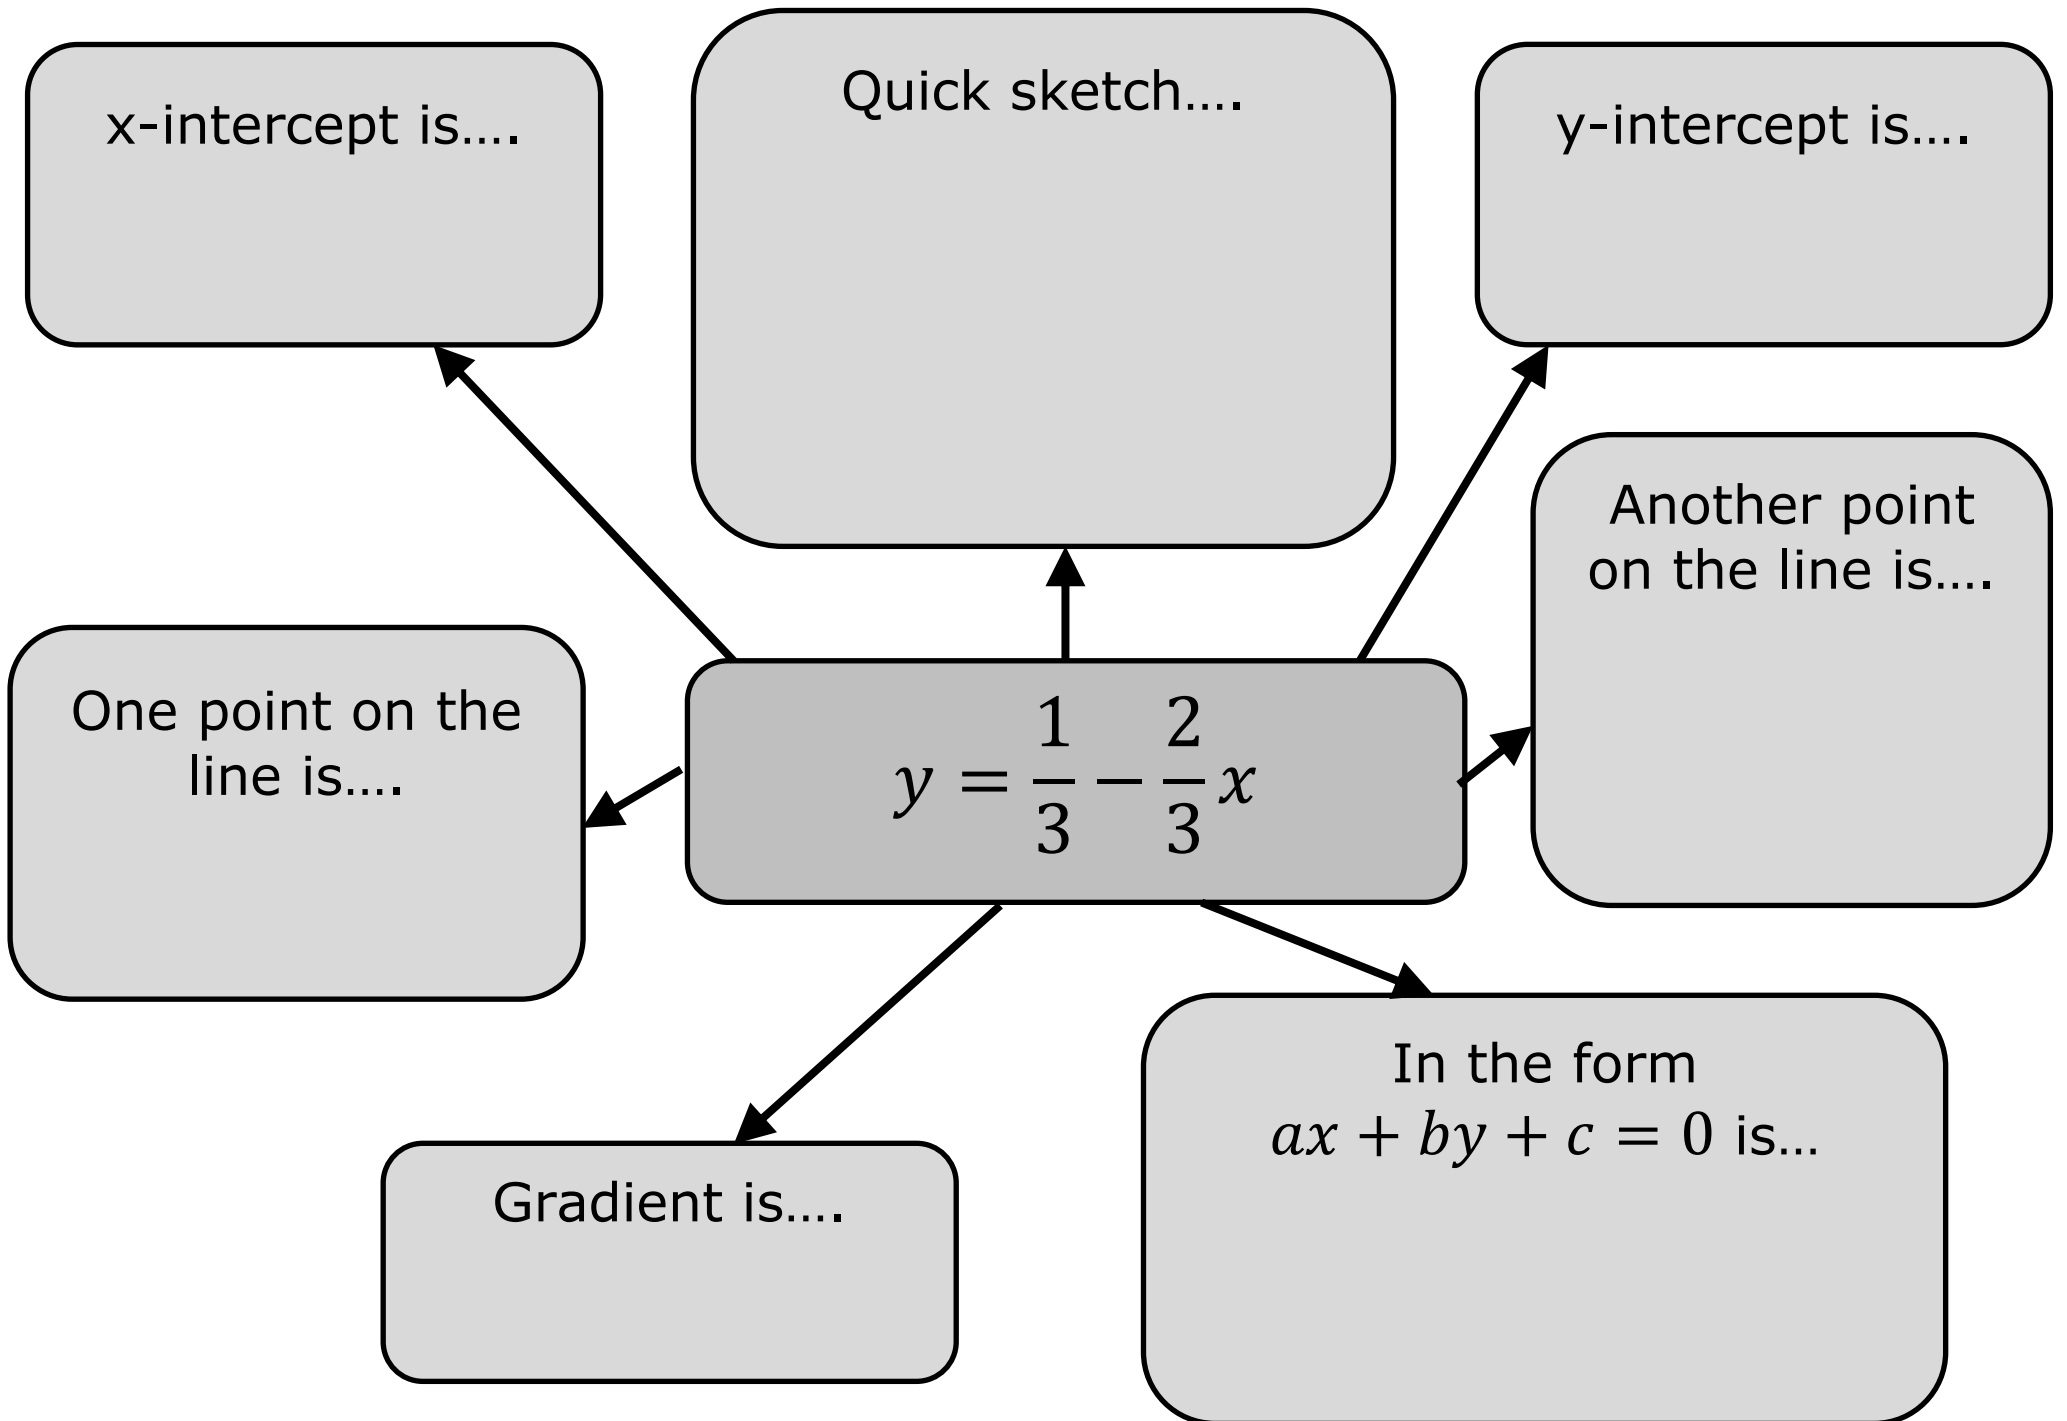 Quick sketch….
x-intercept is….
y-intercept is….
Another point
on the line is….
One point on the
line is….
y = 1/3 − 2/3 x
In the form
ax + by + c = 0 is…
Gradient is….